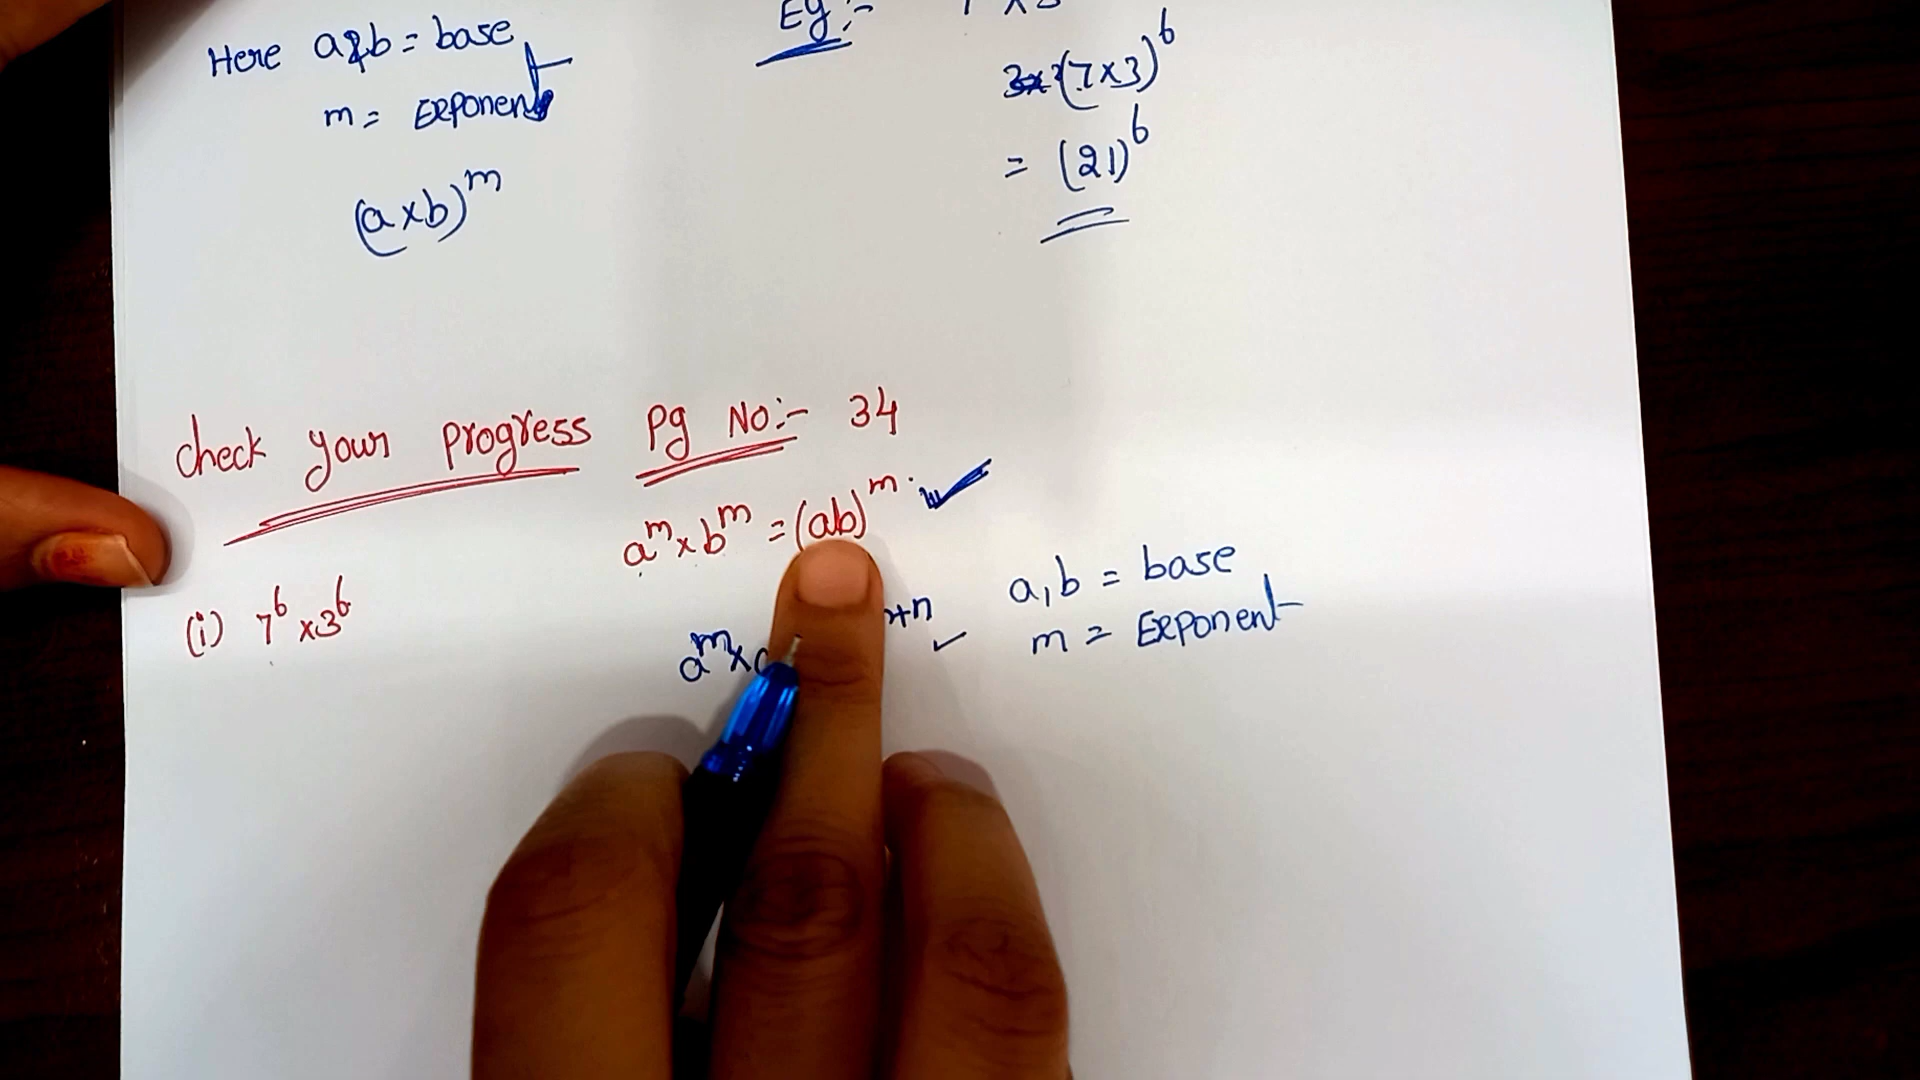 Here a&b = base
m = Exponent
(a×b)^m
Eg:-
(7×3)^6
= (21)^6
check your progress Pg No:- 34
a^m × b^m = (ab)^m.
(i) 7^6 ×3^6
a^m ×
+n
a,b = base
m = Exponent